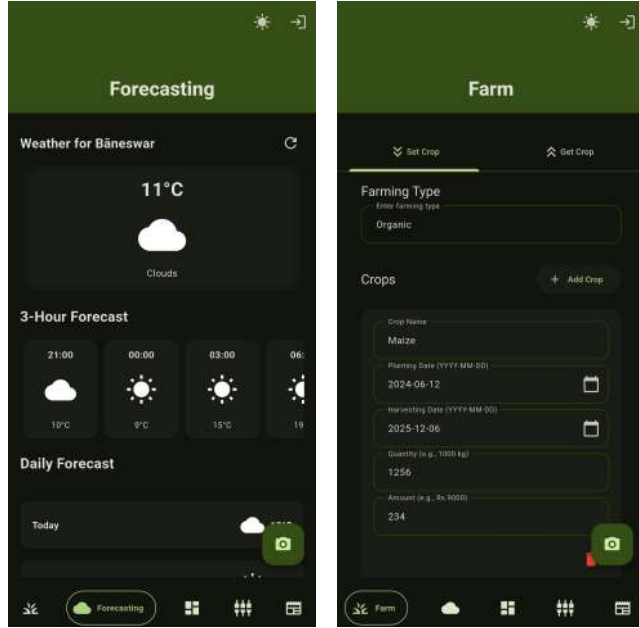 Forecasting
Weather for Bāneswar
11°C
Clouds
3-Hour Forecast
21:00 00:00 03:00 06:
10°C 9°C 15°C 19
Daily Forecast
Today
Forecasting
Farm
Set Crop Get Crop
Farming Type
Enter farming type
Organic
Crops + Add Crop
Crop Name
Maize
Planting Date (YYYY-MM-DD)
2024-06-12
Harvesting Date (YYYY-MM-DD)
2025-12-06
Quantity (e.g., 1000 kg)
1256
Amount (e.g., Rs.9000)
234
Farm